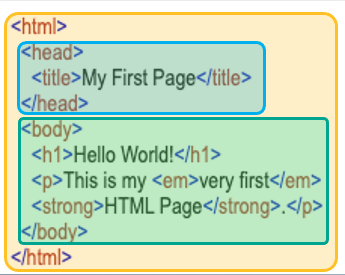 <html>
<head>
<title>My First Page</title>
</head>
<body>
<h1>Hello World!</h1>
<p>This is my <em>very first</em>
<strong>HTML Page</strong>.</p>
</body>
</html>